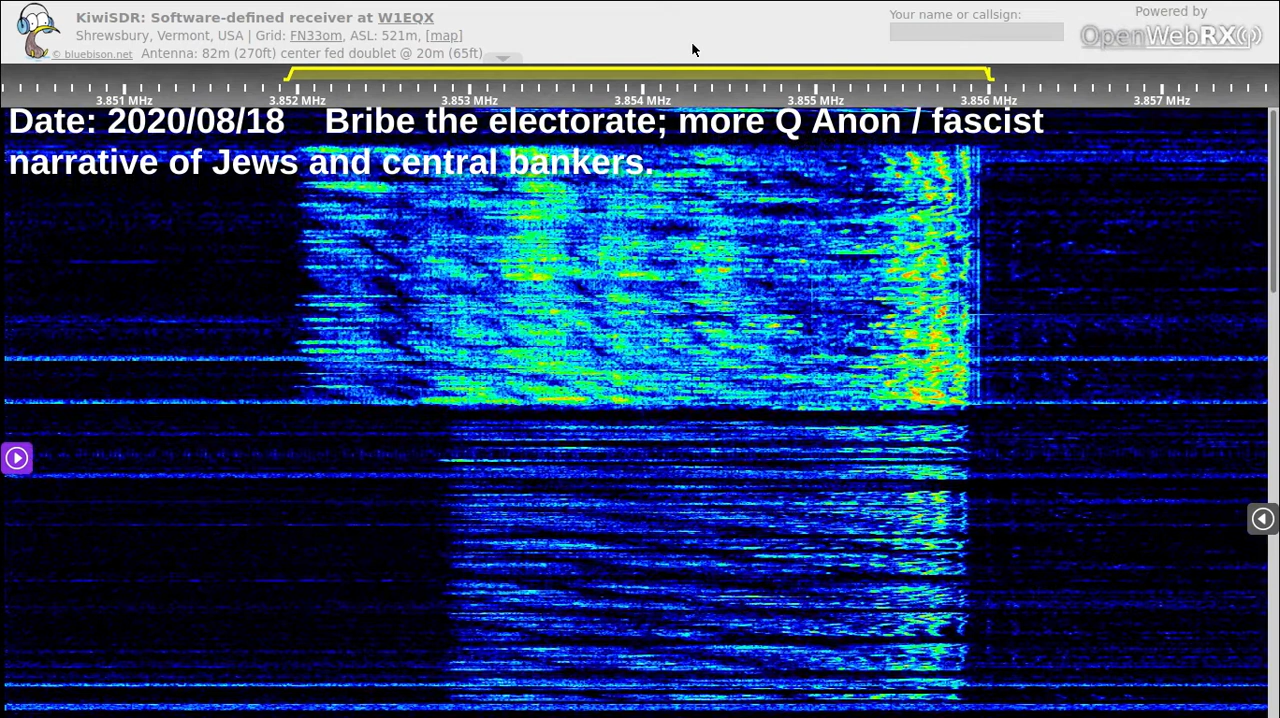 KiwiSDR: Software-defined receiver at W1EQX
Shrewsbury, Vermont, USA | Grid: FN33om, ASL: 521m, [map]
© bluebison.net Antenna: 82m (270ft) center fed doublet @ 20m (65ft)
Your name or callsign:
Powered by
OpenWebRX
3.851 MHz 3.852 MHz 3.853 MHz 3.854 MHz 3.855 MHz 3.856 MHz 3.857 MHz
Date: 2020/08/18 Bribe the electorate; more Q Anon / fascist
narrative of Jews and central bankers.